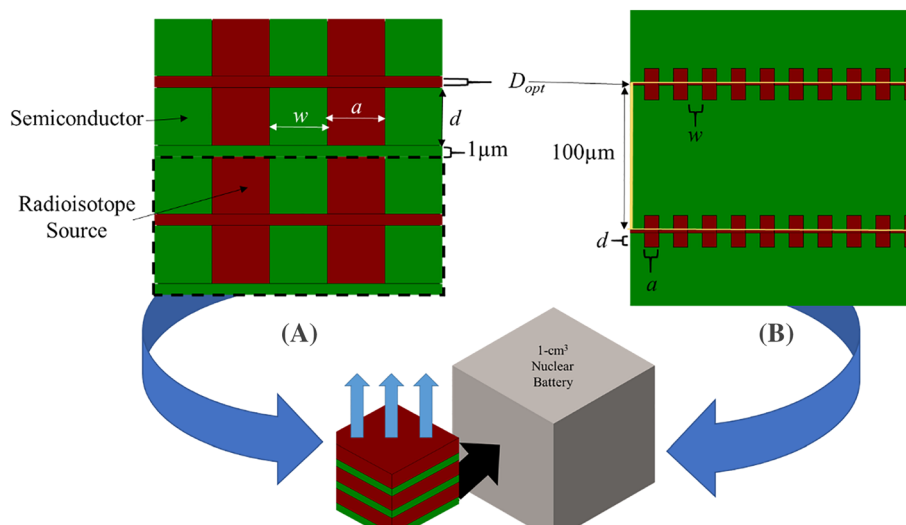 Semiconductor
Radioisotope
Source
w
a
d
1µm
D_opt
100µm
w
d
a
(A)
(B)
1-cm³
Nuclear
Battery